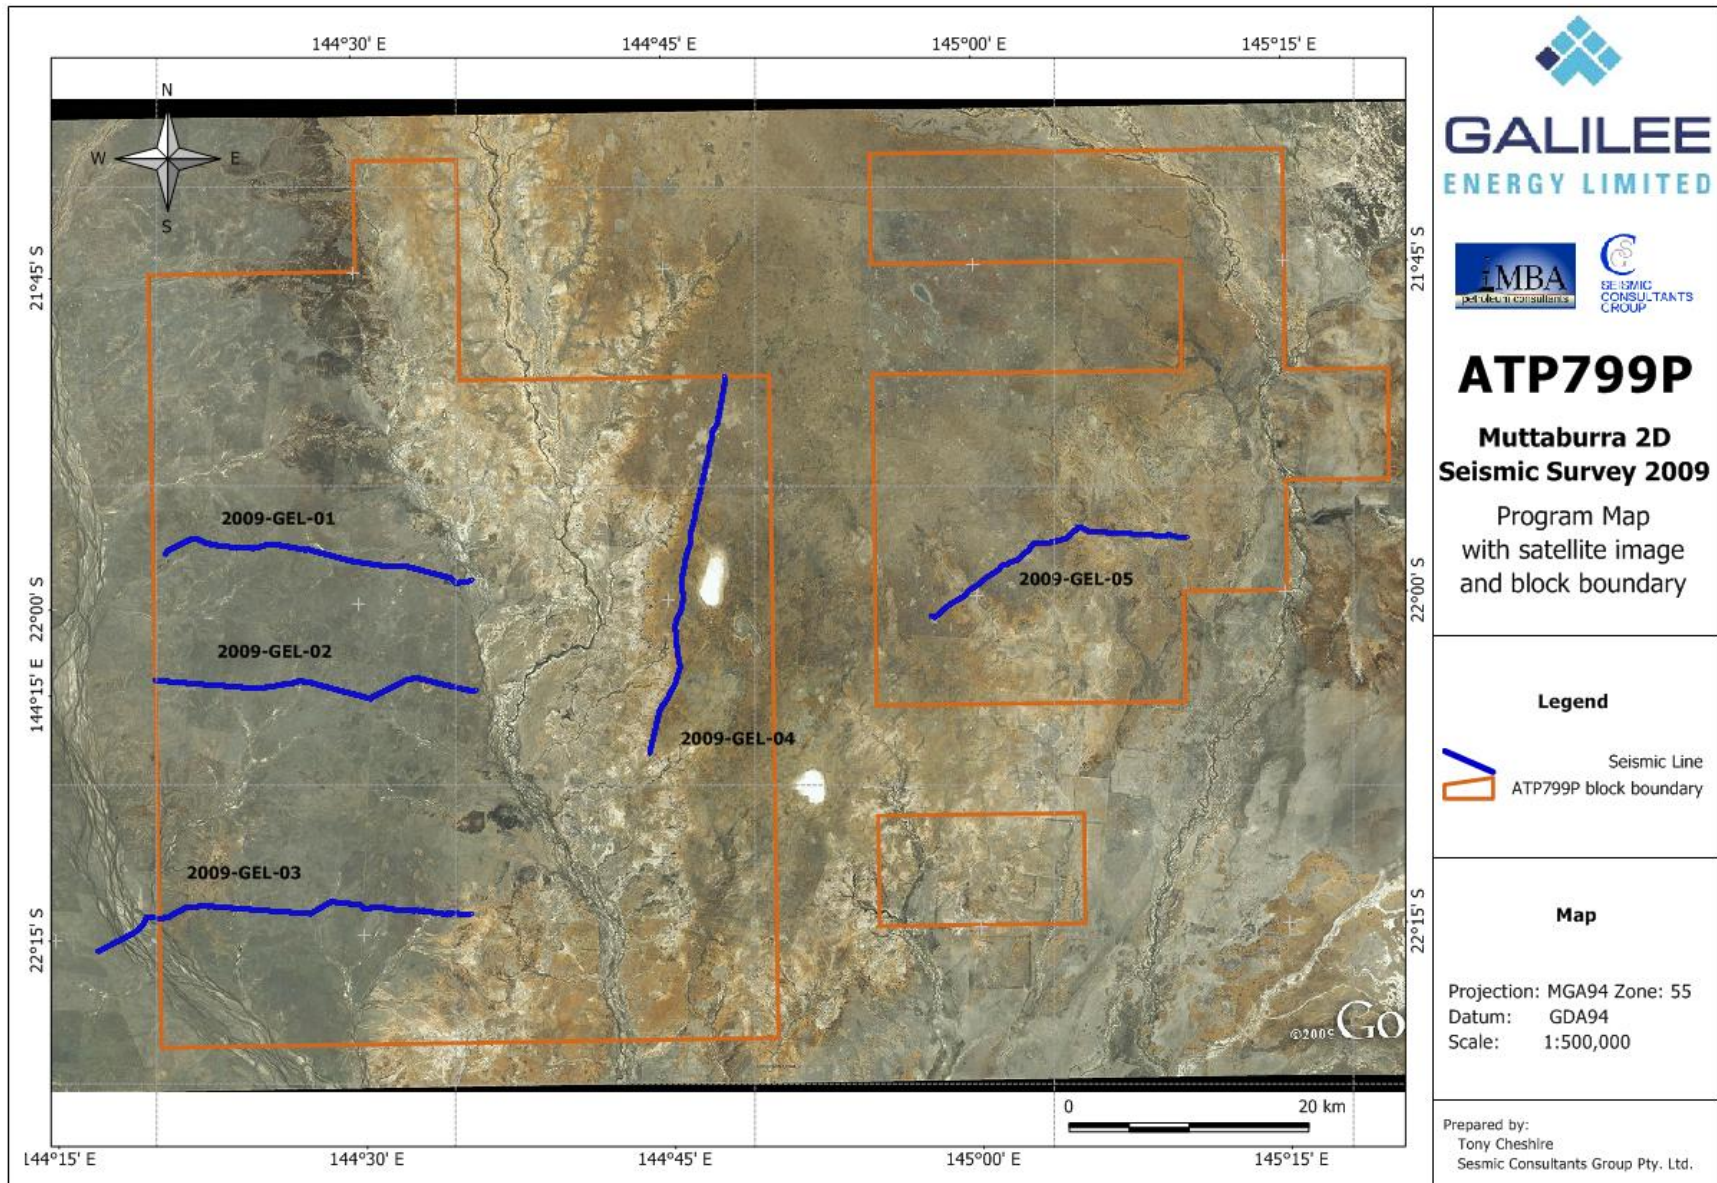 144°30' E
144°45' E
145°00' E
145°15' E
N
W
E
S
21°45' S
22°00' S
144°15' E
22°15' S
21°45' S
22°00' S
22°15' S
2009-GEL-01
2009-GEL-02
2009-GEL-03
2009-GEL-04
2009-GEL-05
©2009 Go
0
20 km
144°15' E
144°30' E
144°45' E
145°00' E
145°15' E
GALILEE
ENERGY LIMITED
MBA
petroleum consultants
CGS
SEISMIC
CONSULTANTS
GROUP
ATP799P
Muttaburra 2D
Seismic Survey 2009
Program Map
with satellite image
and block boundary
Legend
Seismic Line
ATP799P block boundary
Map
Projection: MGA94 Zone: 55
Datum: GDA94
Scale: 1:500,000
Prepared by:
Tony Cheshire
Sesmic Consultants Group Pty. Ltd.